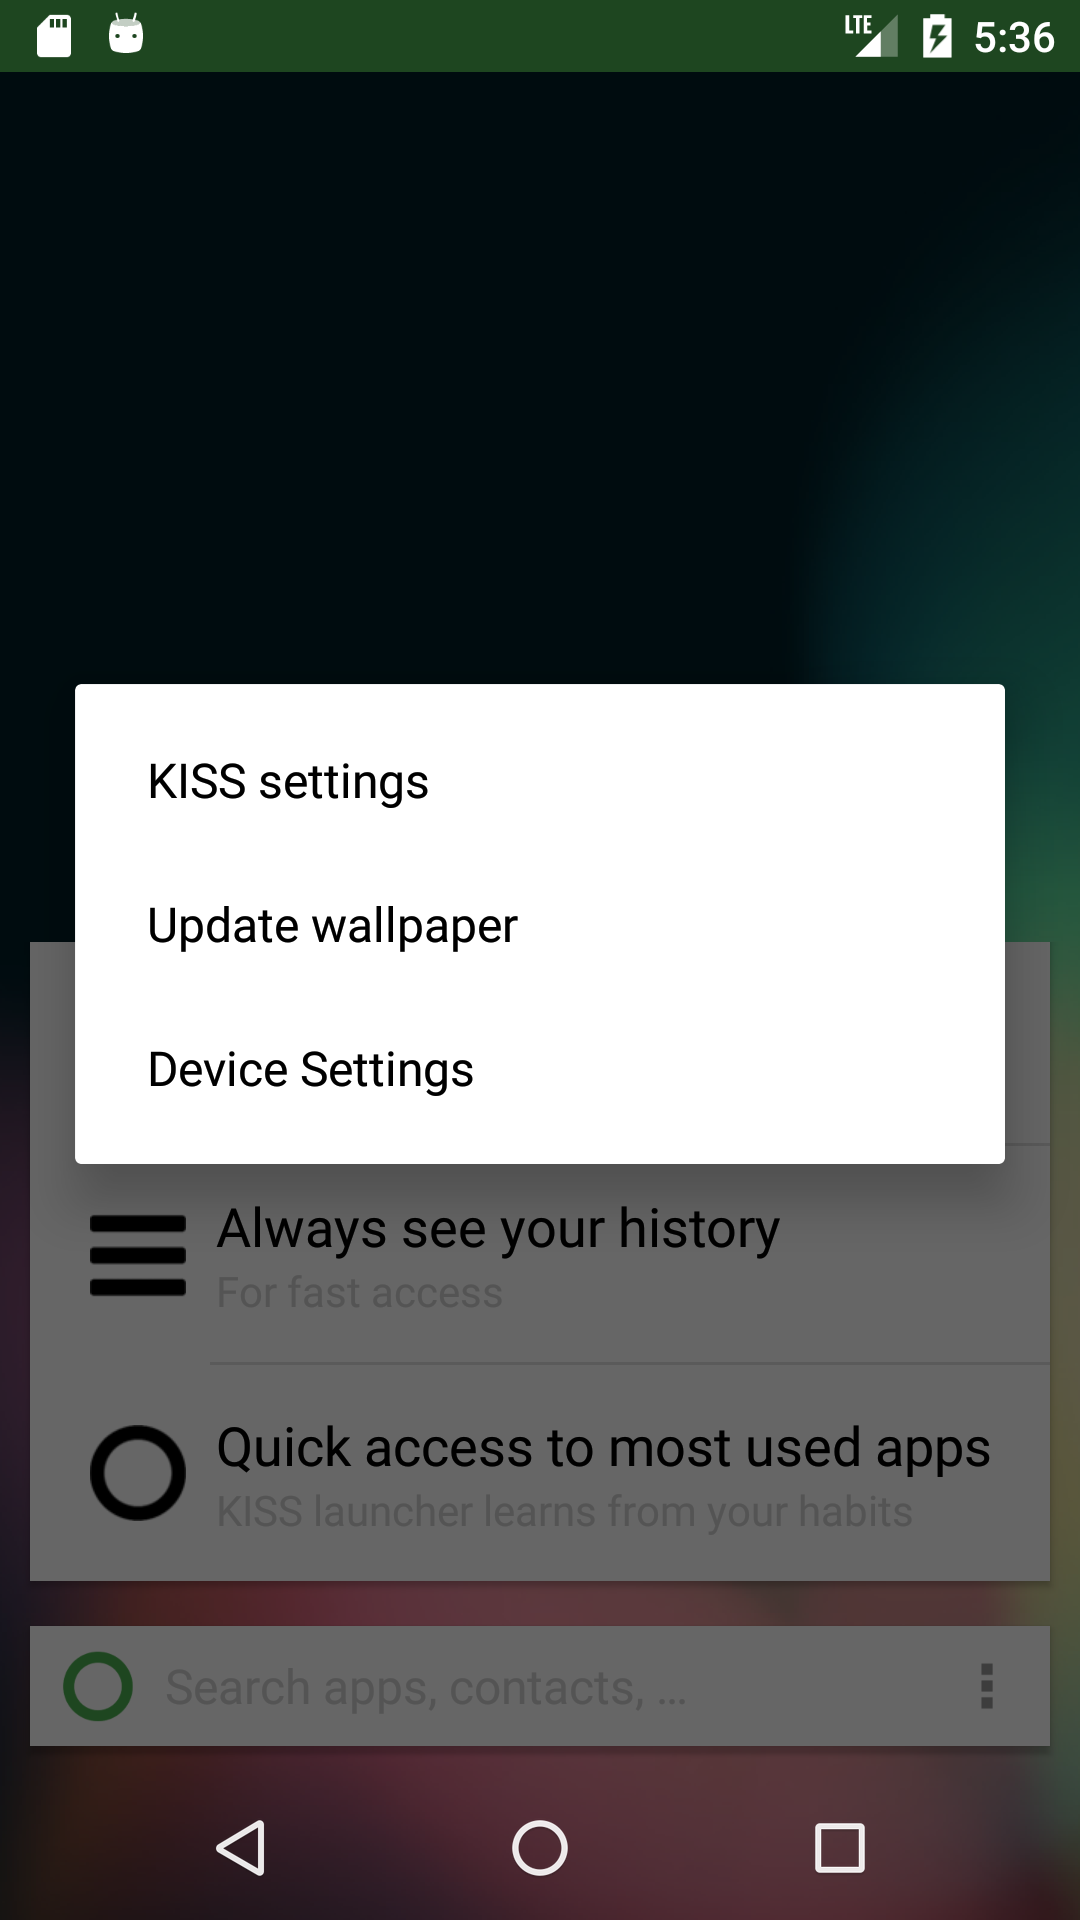 LTE 5:36
KISS settings
Update wallpaper
Device Settings
Always see your history
For fast access
Quick access to most used apps
KISS launcher learns from your habits
Search apps, contacts, ...